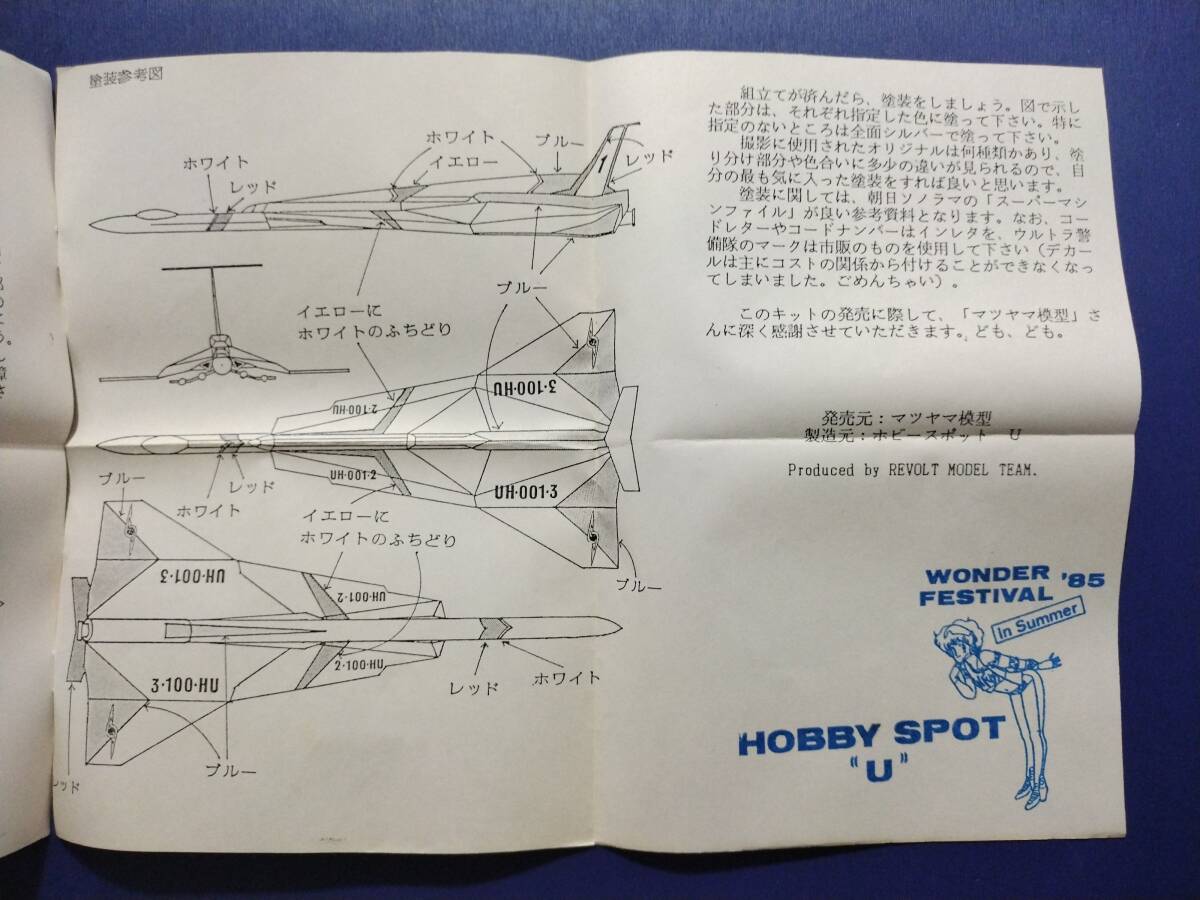 塗装参考図
ホワイト
レッド
ホワイト
イエロー
ブルー
レッド
1
ブルー
イエローに
ホワイトのふちどり
2·100·HU
3·100·HU
UH·001·2
UH·001·3
ブルー
レッド
ホワイト
イエローに
ホワイトのふちどり
ブルー
UH·001·3
UH·001·2
2·100·HU
3·100·HU
レッド
ホワイト
ブルー
レッド
組立てが済んだら、塗装をしましょう。図で示し
た部分は、それぞれ指定した色に塗って下さい。特に
指定のないところは全面シルバーで塗って下さい。
撮影に使用されたオリジナルは何種類かあり、塗
り分け部分や色合いに多少の違いが見られるので、自
分の最も気に入った塗装をすれば良いと思います。
塗装に関しては、朝日ソノラマの「スーパーマシ
ンファイル」が良い参考資料となります。なお、コー
ドレターやコードナンバーはインレタを、ウルトラ警
備隊のマークは市販のものを使用して下さい（デカー
ルは主にコストの関係から付けることができなくなっ
てしまいました。ごめんちゃい）。
このキットの発売に際して、「マツヤマ模型」さ
んに深く感謝させていただきます。ども、ども。
発売元：マツヤマ模型
製造元：ホビースポット U
Produced by REVOLT MODEL TEAM.
WONDER '85
FESTIVAL
In Summer
HOBBY SPOT
"U"